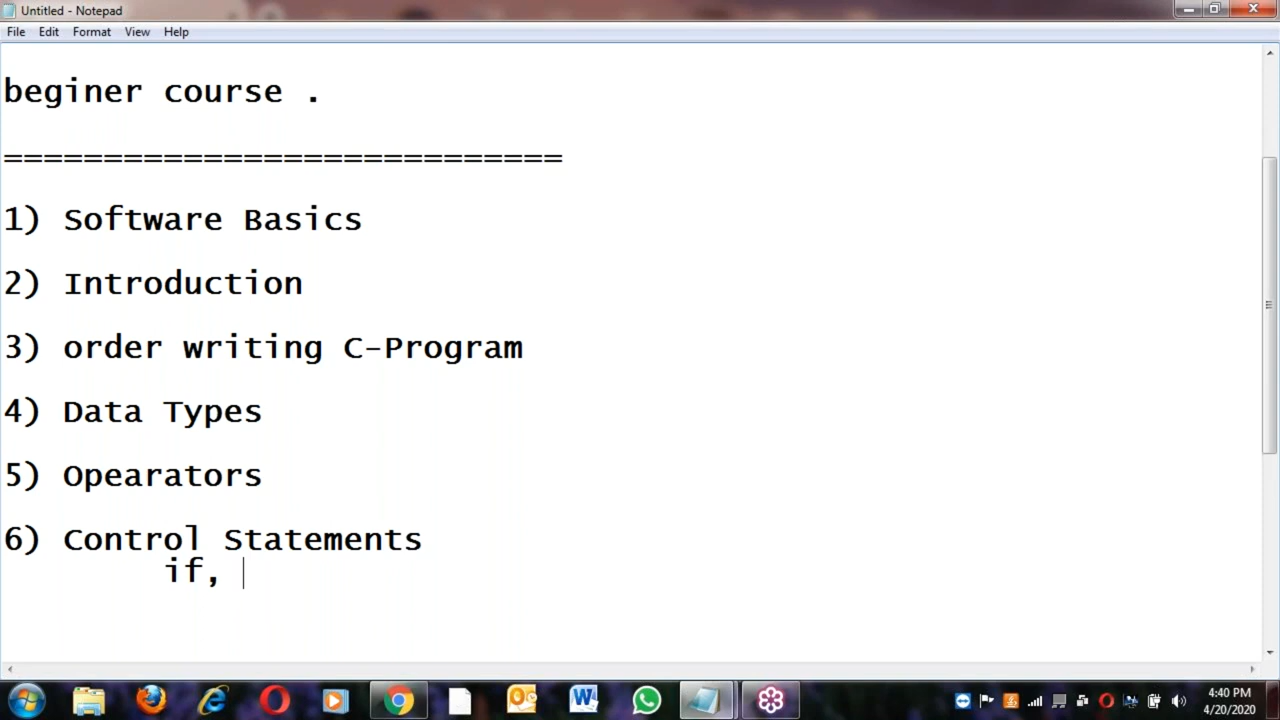 Untitled - Notepad
File Edit Format View Help
beginer course .
============================
1) Software Basics
2) Introduction
3) order writing C-Program
4) Data Types
5) Opearators
6) Control Statements
if,
4:40 PM
4/20/2020